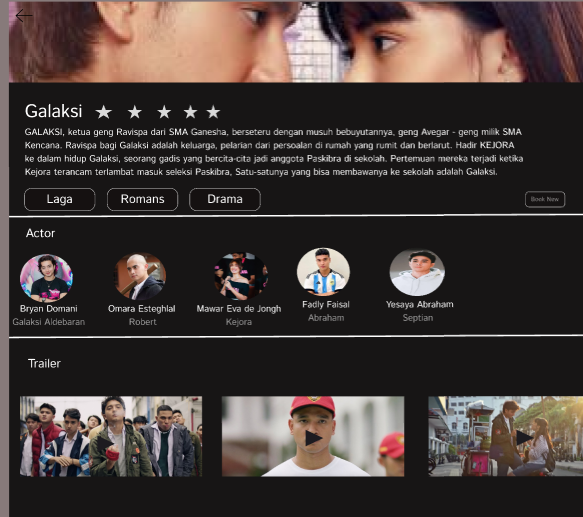 Galaksi
GALAKSI, ketua geng Ravispa dari SMA Ganesha, berseteru dengan musuh bebuyutannya, geng Avegar - geng milik SMA
Kencana. Ravispa bagi Galaksi adalah keluarga, pelarian dari persoalan di rumah yang rumit dan berlarut. Hadir KEJORA
ke dalam hidup Galaksi, seorang gadis yang bercita-cita jadi anggota Paskibra di sekolah. Pertemuan mereka terjadi ketika
Kejora terancam terlambat masuk seleksi Paskibra, Satu-satunya yang bisa membawanya ke sekolah adalah Galaksi.
Laga Romans Drama Book Now
Actor
Bryan Domani Omara Esteghlal Mawar Eva de Jongh Fadly Faisal Yesaya Abraham
Galaksi Aldebaran Robert Kejora Abraham Septian
Trailer